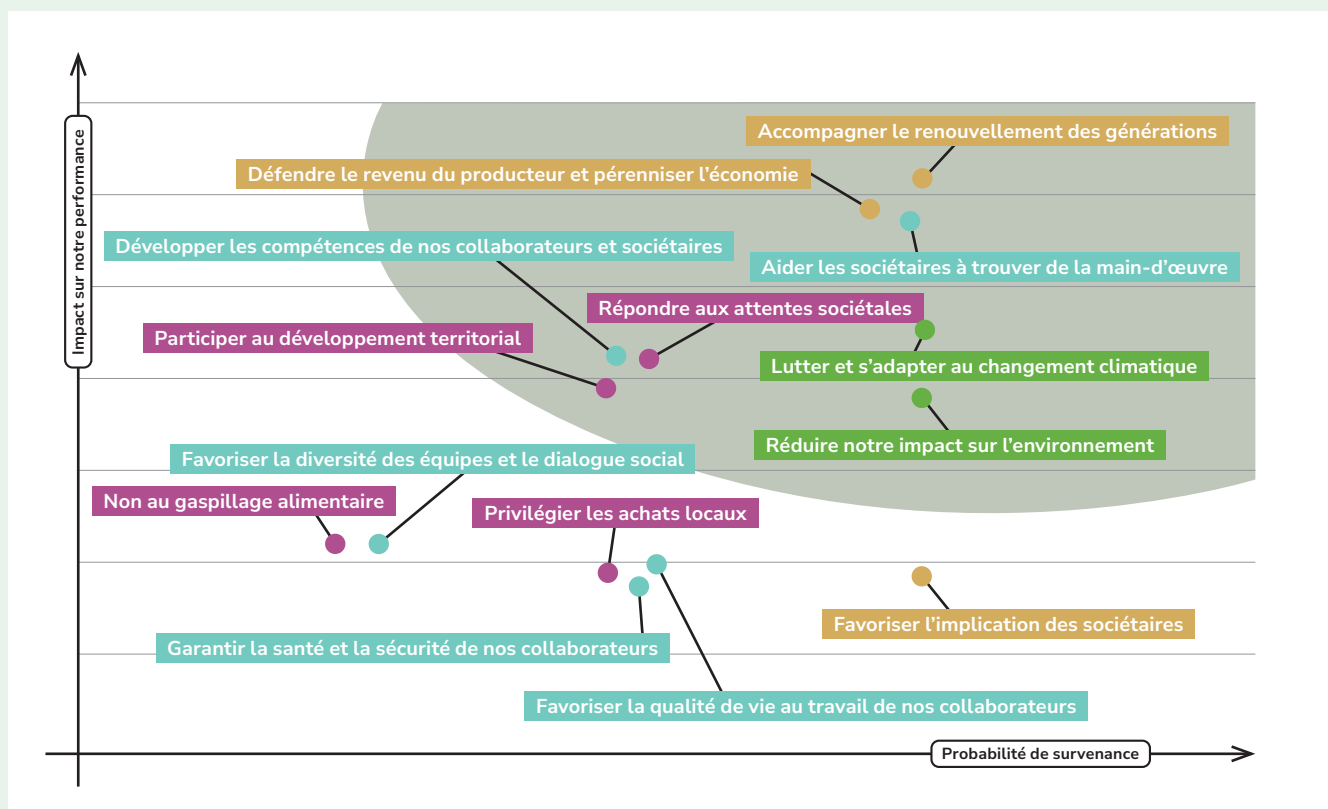 Impact sur notre performance
Accompagner le renouvellement des générations
Défendre le revenu du producteur et pérenniser l’économie
Développer les compétences de nos collaborateurs et sociétaires
Aider les sociétaires à trouver de la main-d’œuvre
Répondre aux attentes sociétales
Participer au développement territorial
Lutter et s’adapter au changement climatique
Réduire notre impact sur l’environnement
Favoriser la diversité des équipes et le dialogue social
Non au gaspillage alimentaire
Privilégier les achats locaux
Favoriser l’implication des sociétaires
Garantir la santé et la sécurité de nos collaborateurs
Favoriser la qualité de vie au travail de nos collaborateurs
Probabilité de survenance